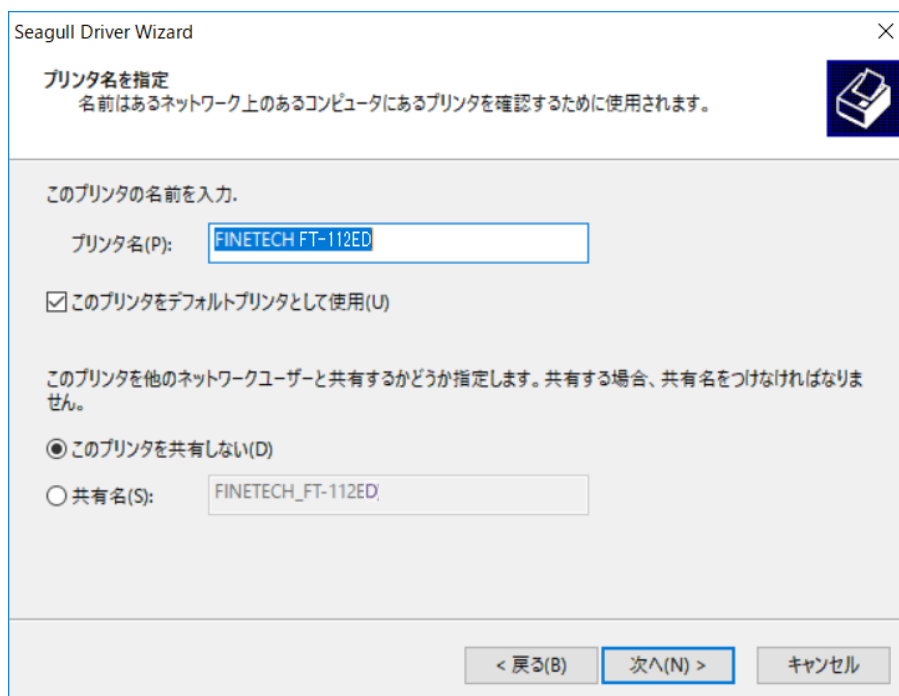 Seagull Driver Wizard
プリンタ名を指定
名前はあるネットワーク上のあるコンピュータにあるプリンタを確認するために使用されます。
このプリンタの名前を入力.
プリンタ名(P): FINETECH FT-112ED
このプリンタをデフォルトプリンタとして使用(U)
このプリンタを他のネットワークユーザーと共有するかどうか指定します。共有する場合、共有名をつけなければなりま
せん。
このプリンタを共有しない(D)
共有名(S): FINETECH_FT-112ED
< 戻る(B) 次へ(N) > キャンセル